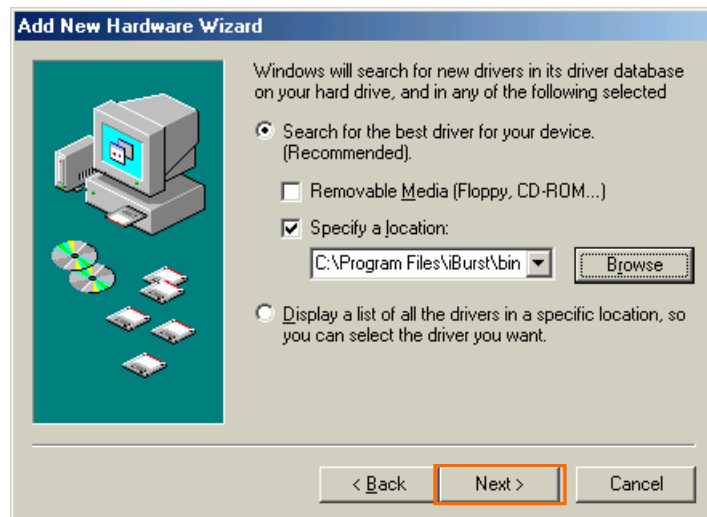 Add New Hardware Wizard
Windows will search for new drivers in its driver database
on your hard drive, and in any of the following selected
Search for the best driver for your device.
(Recommended).
Removable Media (Floppy, CD-ROM...)
Specify a location:
C:\Program Files\iBurst\bin
Browse
Display a list of all the drivers in a specific location, so
you can select the driver you want.
< Back
Next >
Cancel